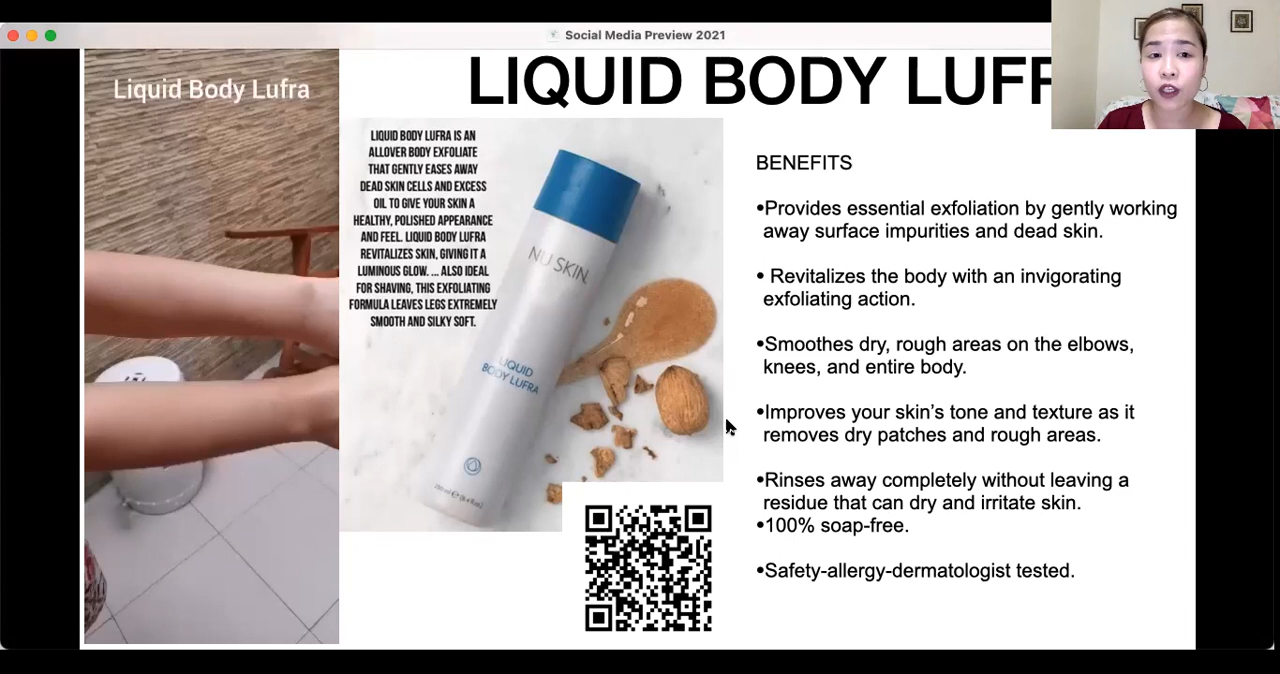 Social Media Preview 2021
Liquid Body Lufra
LIQUID BODY LUF
LIQUID BODY LUFRA IS AN
ALLOVER BODY EXFOLIATE
THAT GENTLY EASES AWAY
DEAD SKIN CELLS AND EXCESS
OIL TO GIVE YOUR SKIN A
HEALTHY, POLISHED APPEARANCE
AND FEEL. LIQUID BODY LUFRA
REVITALIZES SKIN, GIVING IT A
LUMINOUS GLOW. ... ALSO IDEAL
FOR SHAVING, THIS EXFOLIATING
FORMULA LEAVES LEGS EXTREMELY
SMOOTH AND SILKY SOFT.
NU SKIN
LIQUID
BODY LUFRA
BENEFITS
•Provides essential exfoliation by gently working
away surface impurities and dead skin.
• Revitalizes the body with an invigorating
exfoliating action.
•Smoothes dry, rough areas on the elbows,
knees, and entire body.
•Improves your skin’s tone and texture as it
removes dry patches and rough areas.
•Rinses away completely without leaving a
residue that can dry and irritate skin.
•100% soap-free.
•Safety-allergy-dermatologist tested.